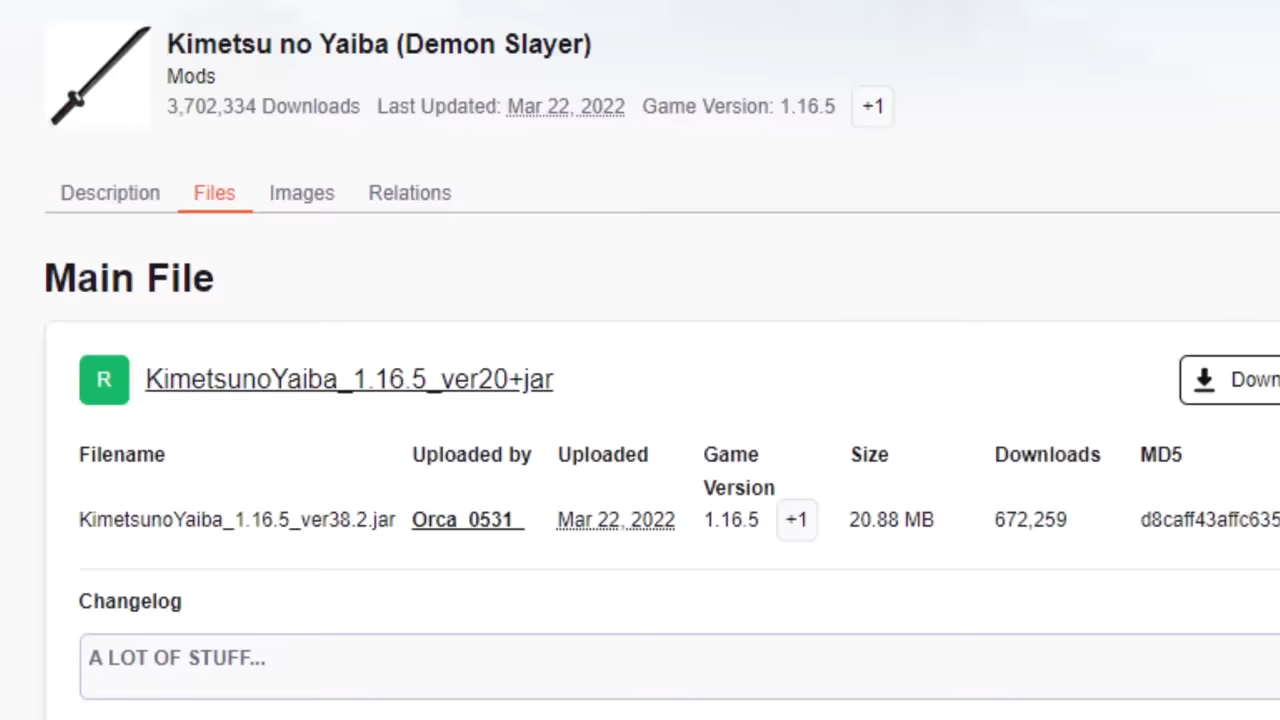 Kimetsu no Yaiba (Demon Slayer)
Mods
3,702,334 Downloads Last Updated: Mar 22, 2022 Game Version: 1.16.5 +1
Description Files Images Relations
Main File
R KimetsunoYaiba_1.16.5_ver20+jar Down
Filename Uploaded by Uploaded Game Version Size Downloads MD5
KimetsunoYaiba_1.16.5_ver38.2.jar Orca_0531_ Mar 22, 2022 1.16.5 +1 20.88 MB 672,259 d8caff43affc635
Changelog
A LOT OF STUFF...